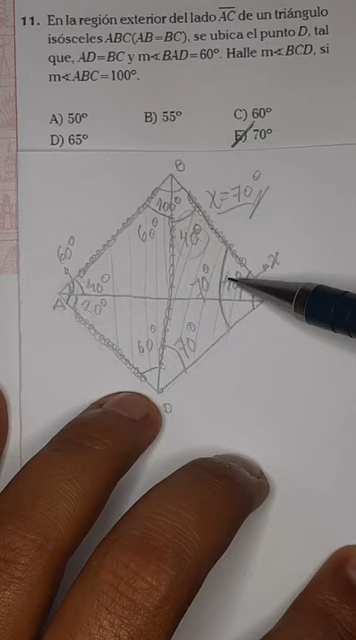 11. En la región exterior del lado AC de un triángulo
isósceles ABC(AB=BC), se ubica el punto D, tal
que, AD=BC y m∢BAD=60°. Halle m∢BCD, si
m∢ABC=100°.
A) 50° B) 55° C) 60°
D) 65° E) 70°
B
100°
x=70°
60° 40°
60°
x
A 40°
20°
70°
60° 70°
D